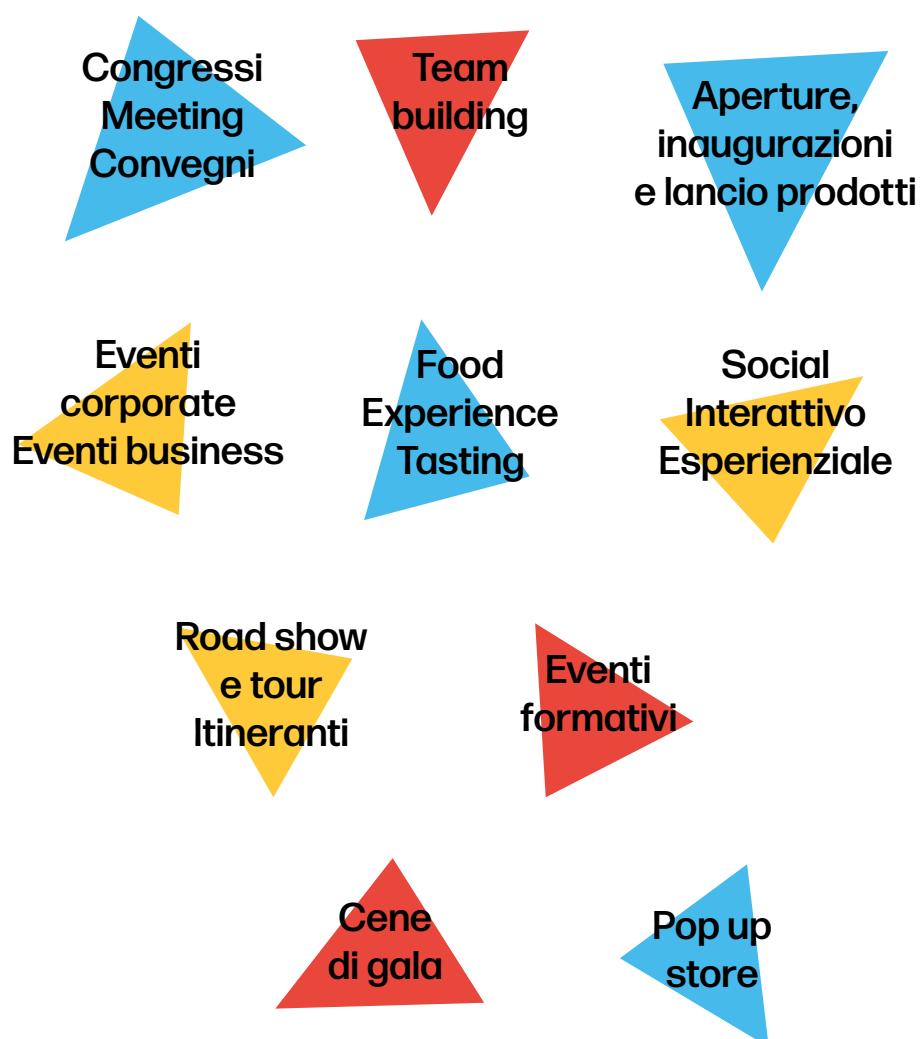 Congressi
Meeting
Convegni
Team
building
Aperture,
inaugurazioni
e lancio prodotti
Eventi
corporate
Eventi business
Food
Experience
Tasting
Social
Interattivo
Esperienziale
Road show
e tour
Itineranti
Eventi
formativi
Cene
di gala
Pop up
store